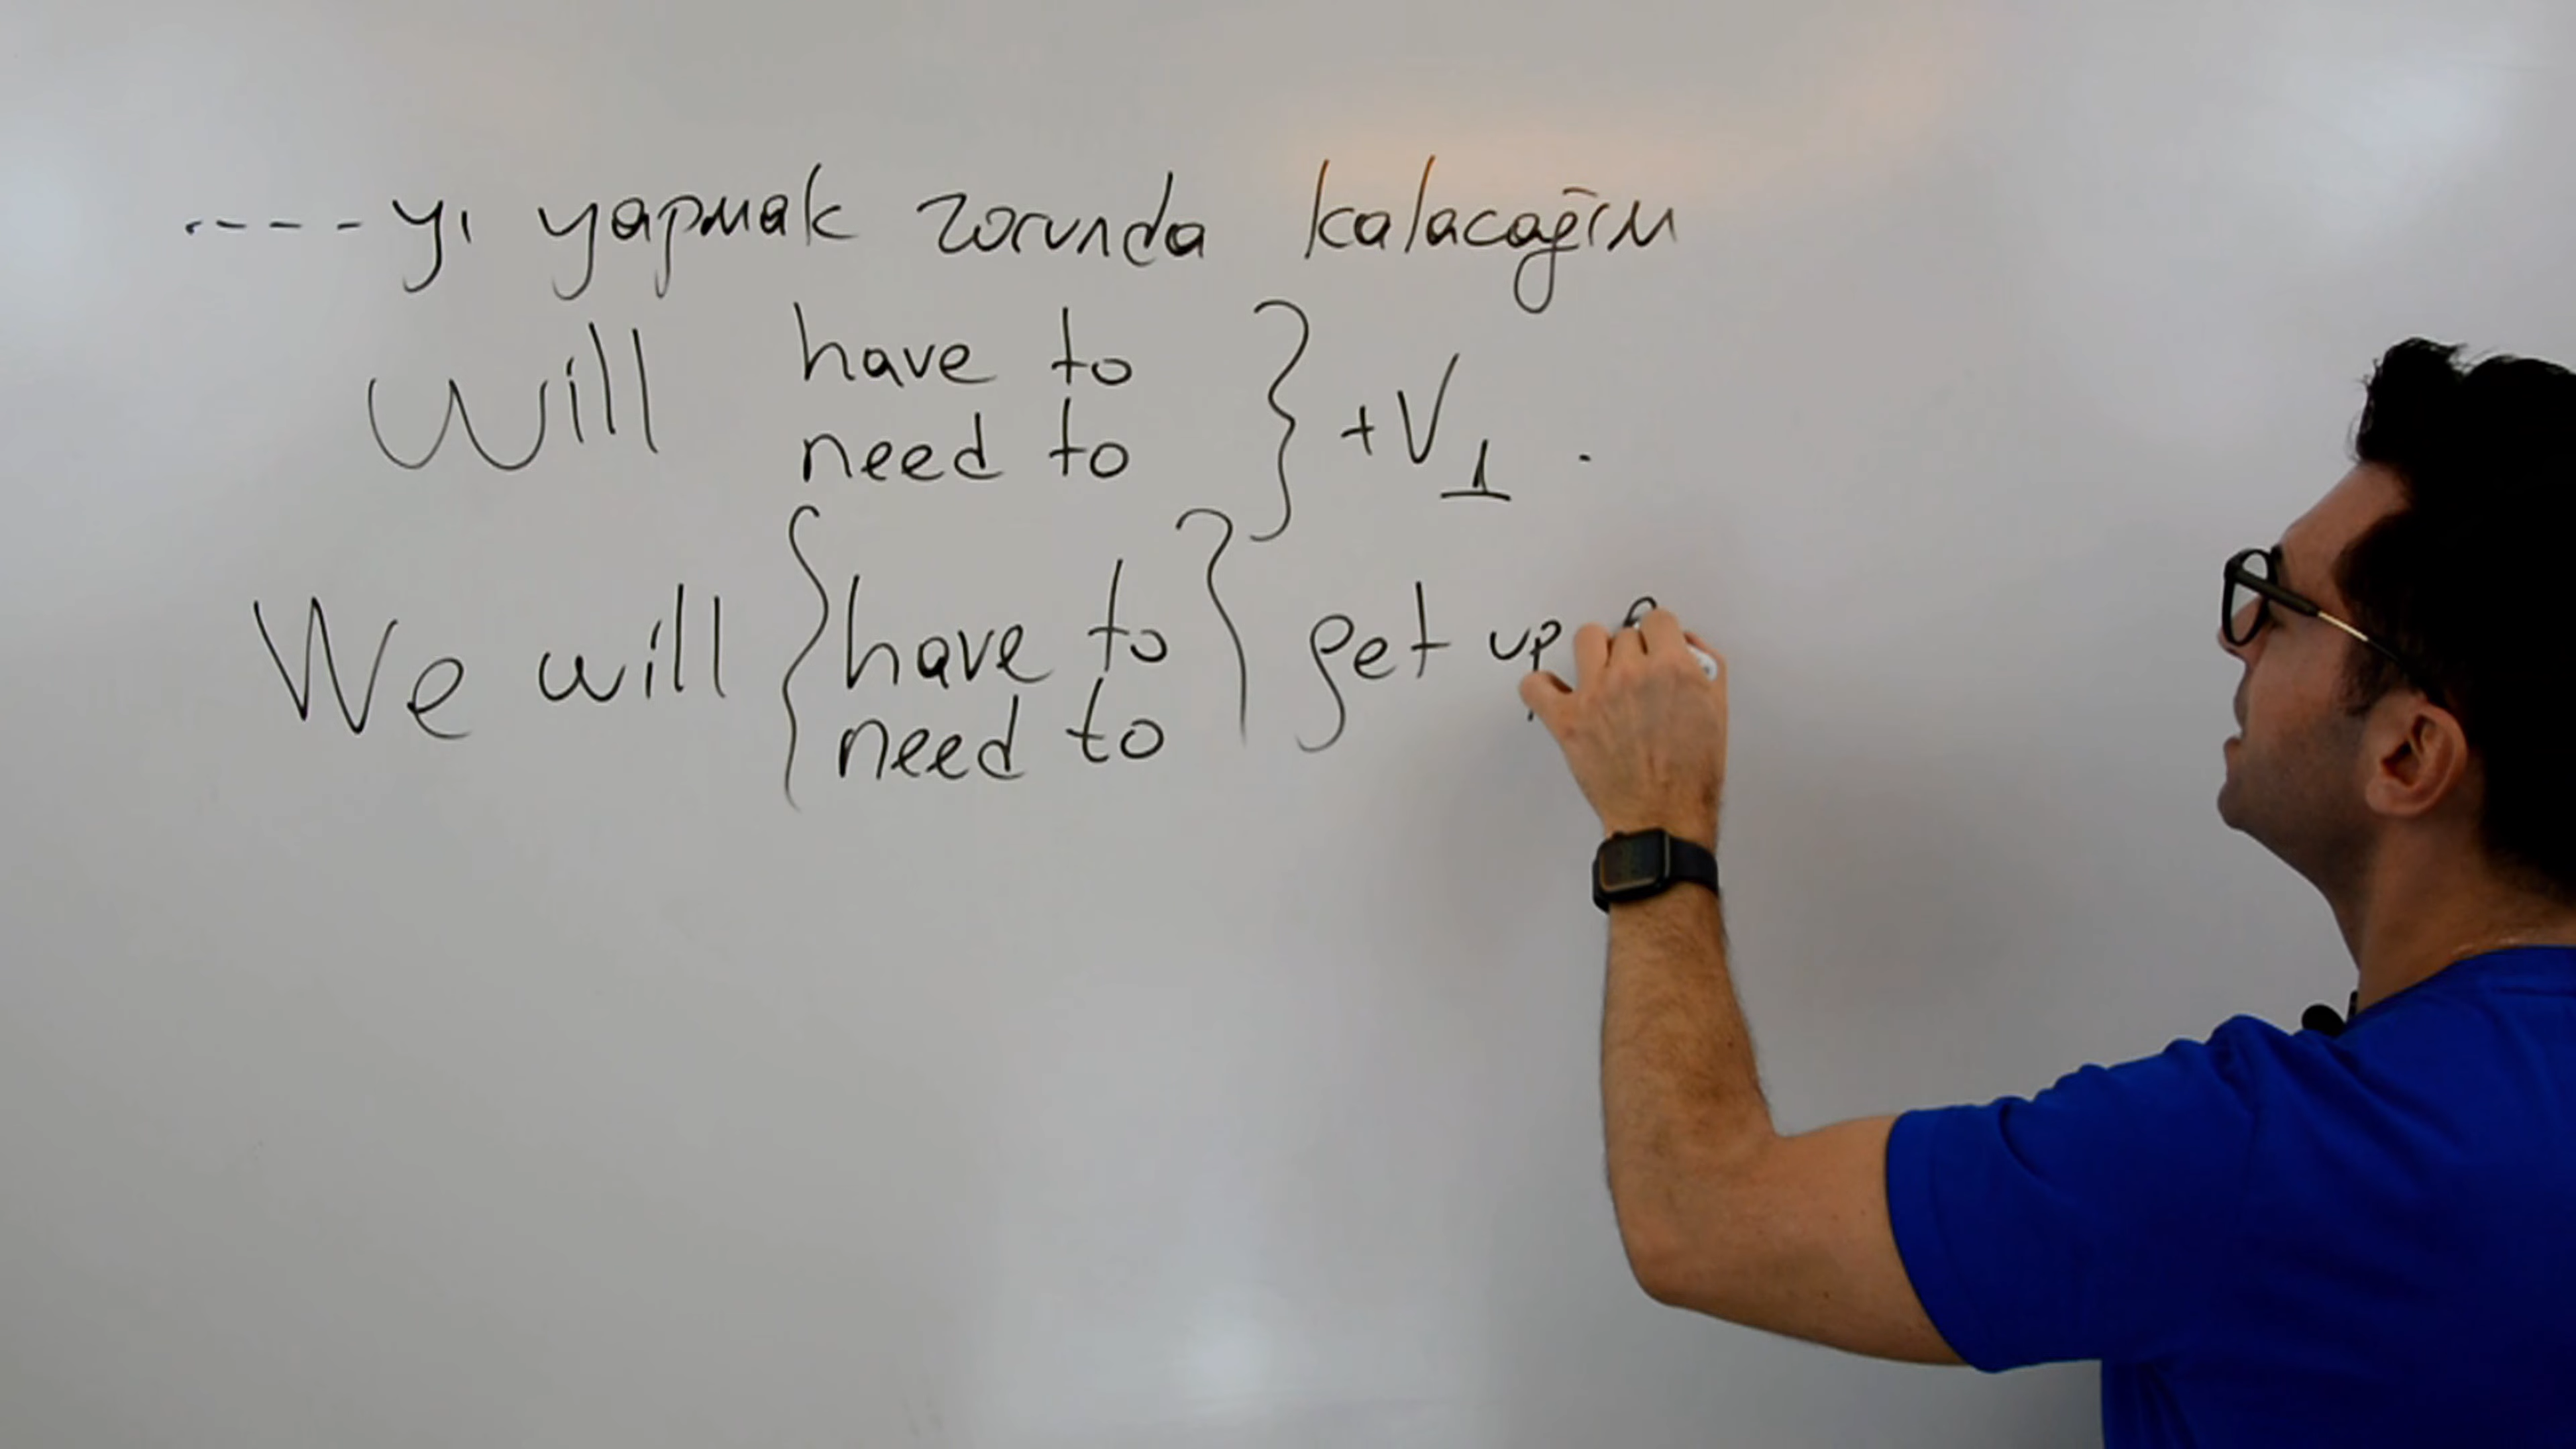 ----yı yapmak zorunda kalacağım
Will have to
need to } + V1 .
We will { have to
need to } get up